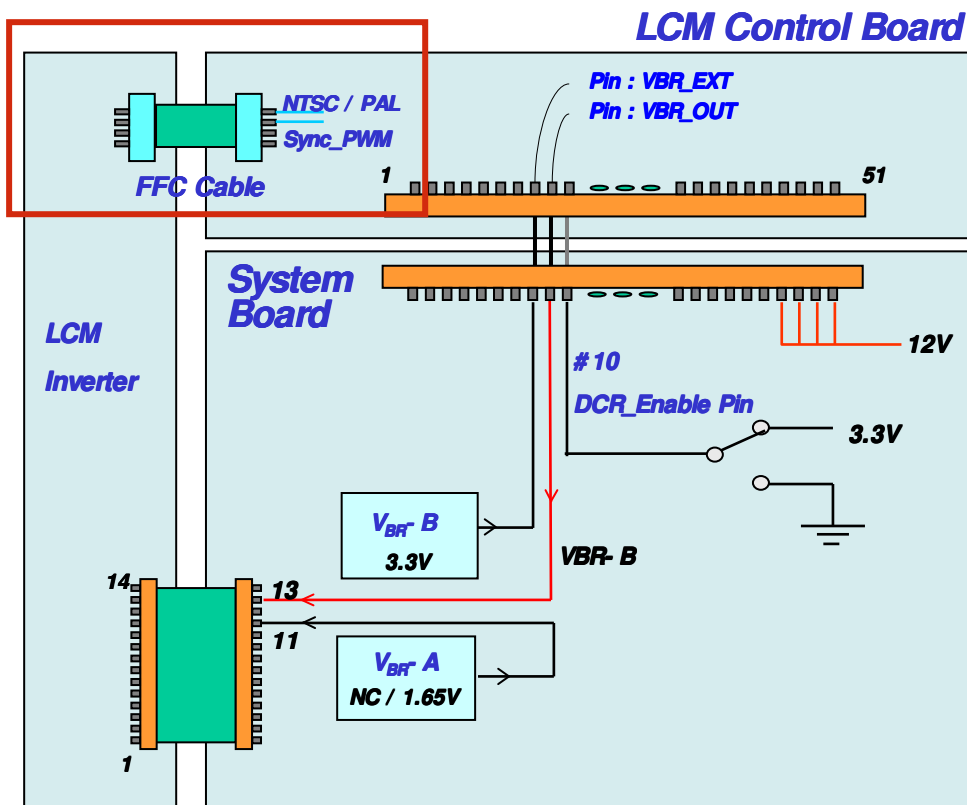 LCM Control Board
Pin : VBR_EXT
Pin : VBR_OUT
NTSC / PAL
Sync_PWM
FFC Cable
1
51
System
Board
LCM
Inverter
12V
# 10
DCR_Enable Pin
3.3V
VBR- B
3.3V
VBR- B
14
13
11
VBR- A
NC / 1.65V
1